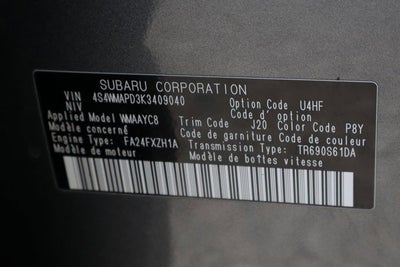 SUBARU CORPORATION
VIN 4S4WMAPD3K3409040
NIV
Option Code U4HF
Code d' option
Applied Model WMAAYC8
Trim Code J20 Color Code P8Y
Modèle concerné
Code de garniture Code de couleur
Engine Type: FA24FXZH1A
Transmission Type: TR690S61DA
Modèle de moteur
Modèle de boîtes vitesse